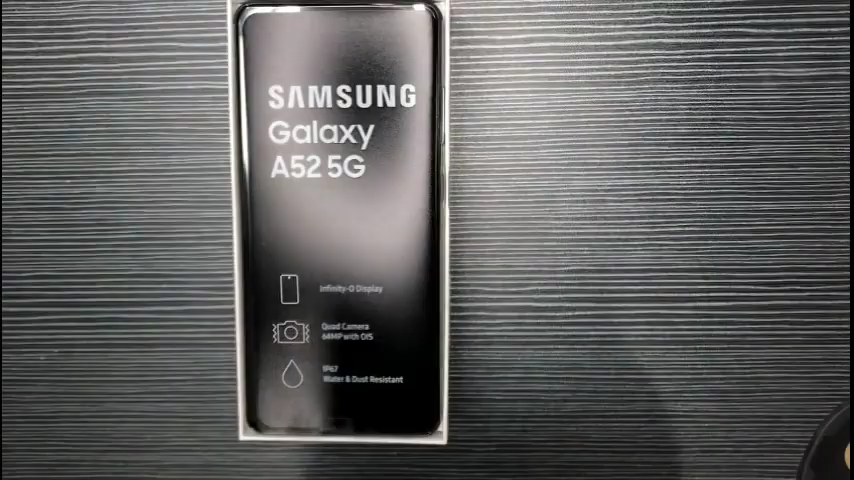 SAMSUNG
Galaxy
A52 5G
Infinity-O Display
Quad Camera
64MP with OIS
IP67
Water & Dust Resistant